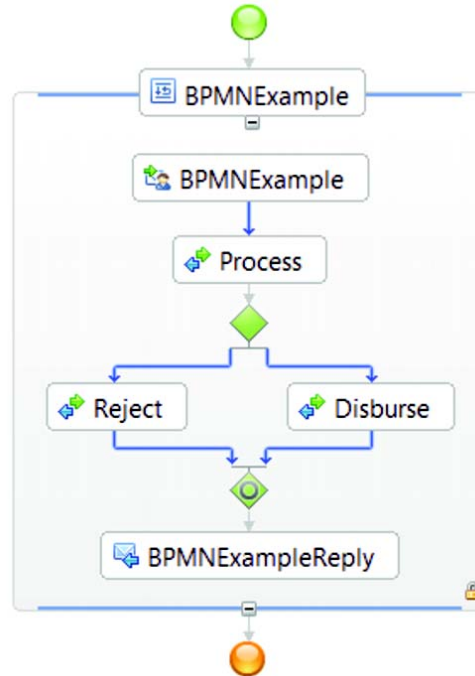 BPMNExample
BPMNExample
Process
Reject
Disburse
BPMNExampleReply